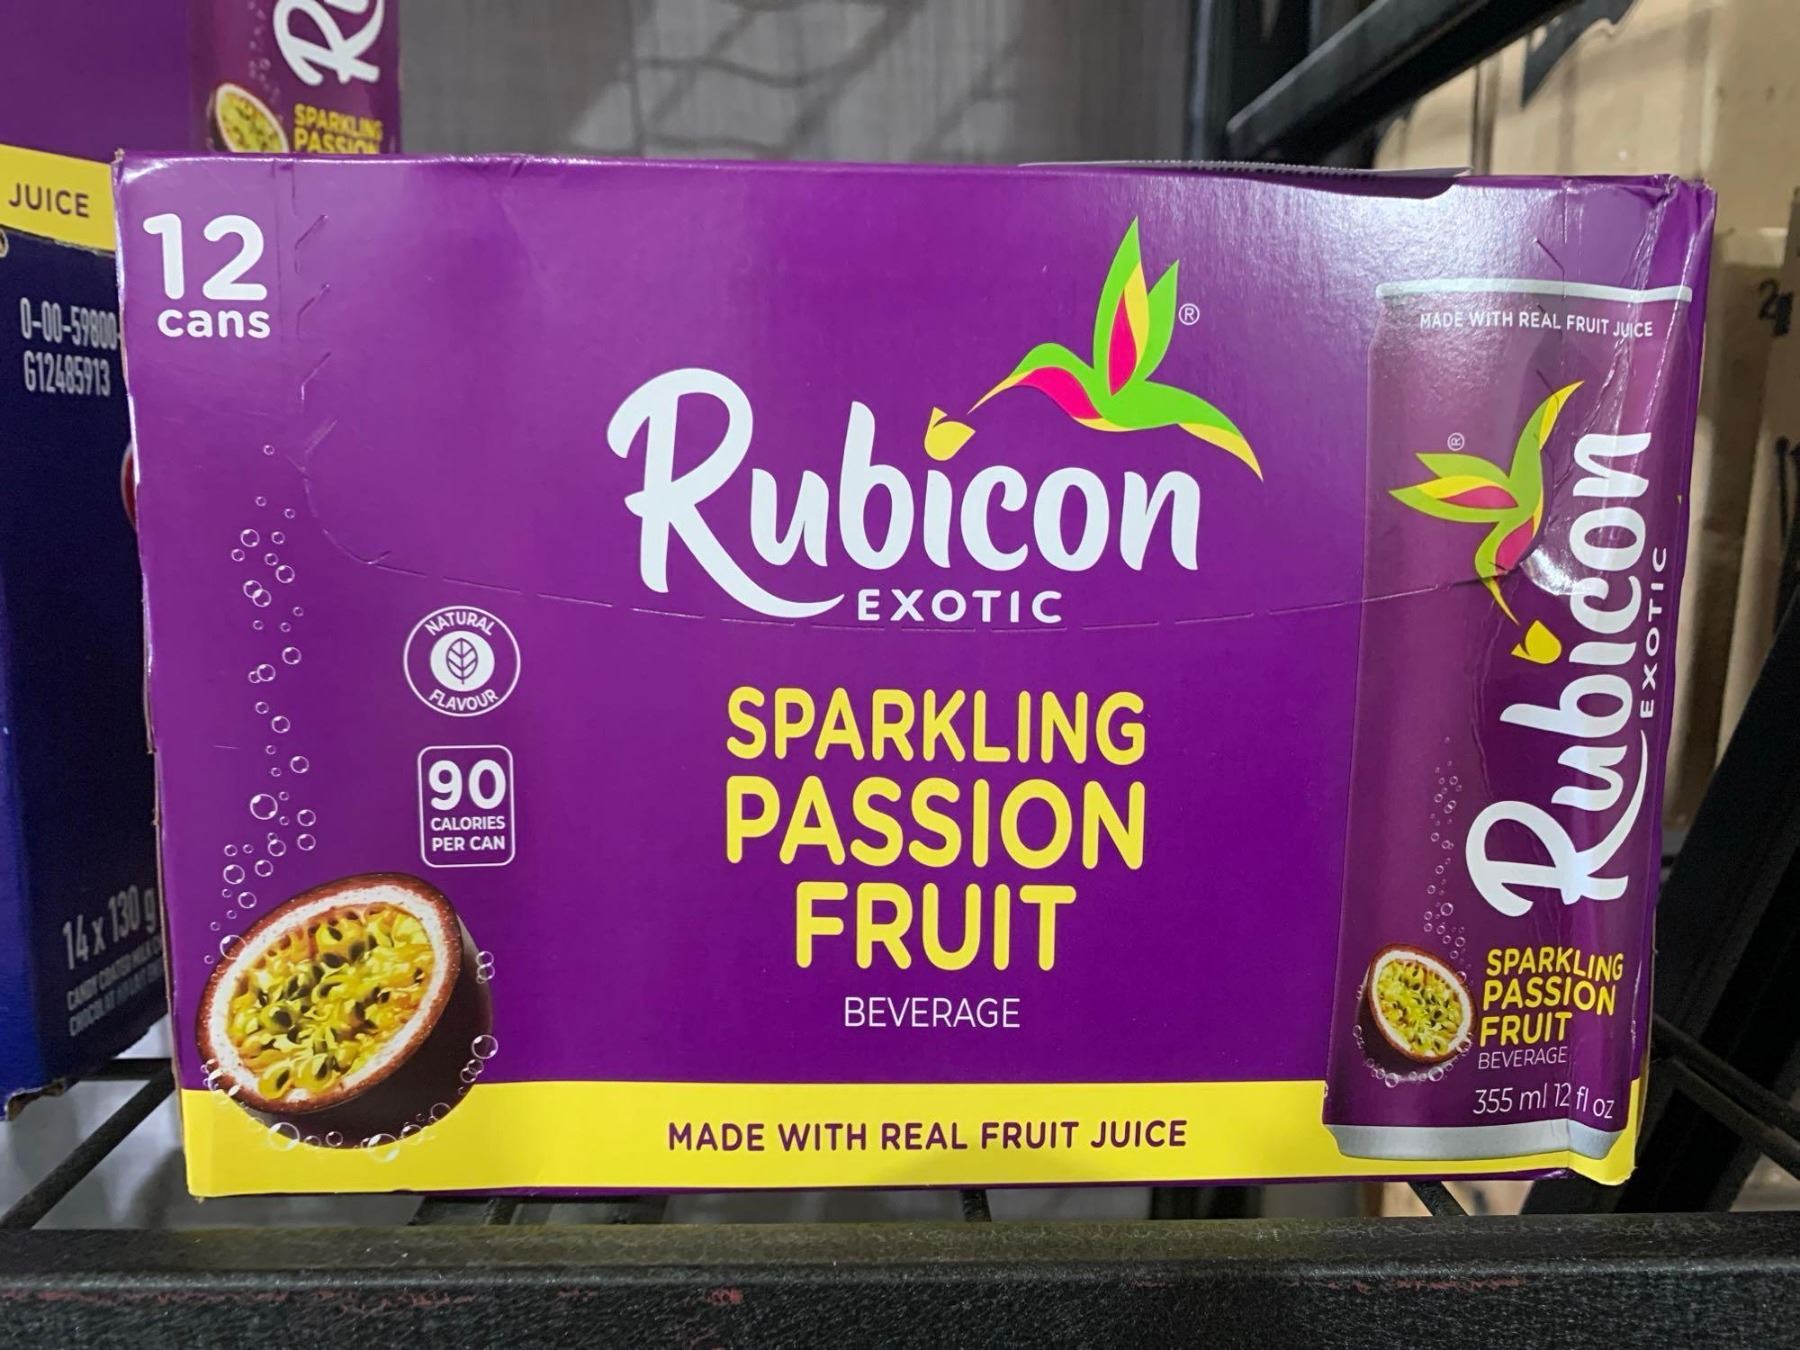 Ru
SPARKLING
PASSION
JUICE
0-00-59800
G12485913
14 x 130 g
12
cans
Rubicon
®
EXOTIC
NATURAL
FLAVOUR
90
CALORIES
PER CAN
SPARKLING
PASSION
FRUIT
BEVERAGE
MADE WITH REAL FRUIT JUICE
MADE WITH REAL FRUIT JUICE
®
Rubicon
EXOTIC
SPARKLING
PASSION
FRUIT
BEVERAGE
355 ml 12 fl oz